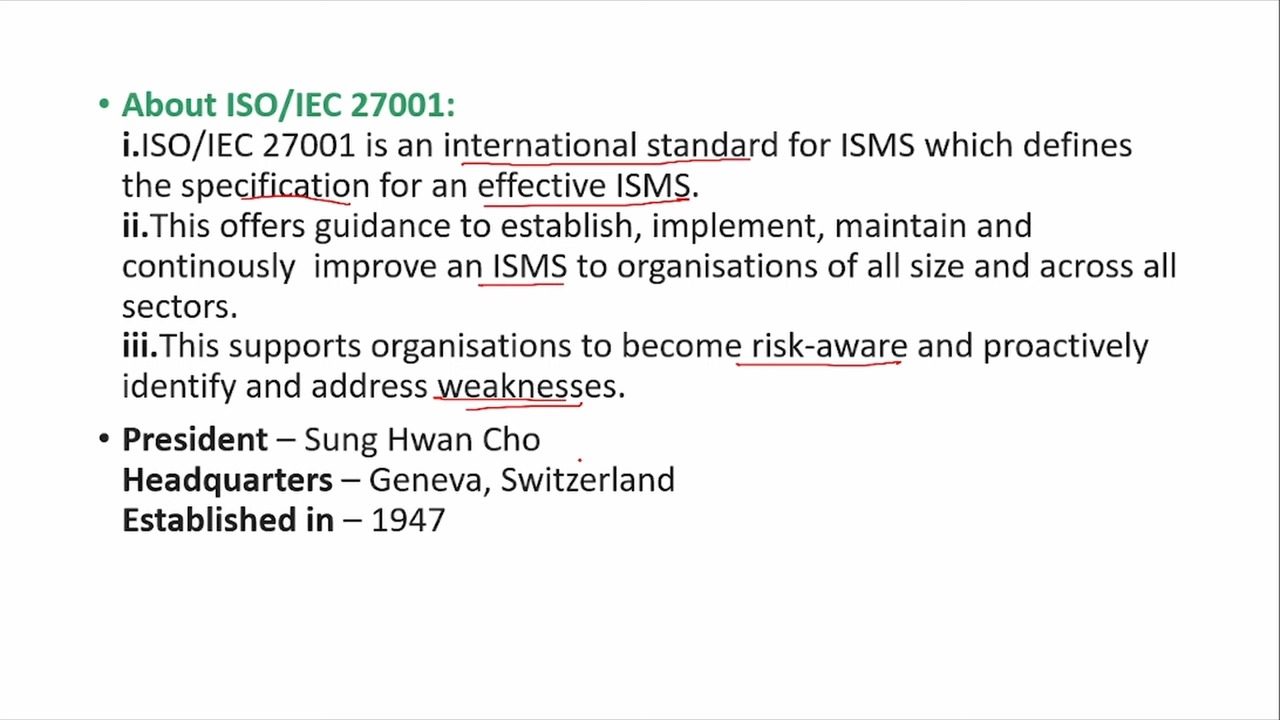 • About ISO/IEC 27001:
i.ISO/IEC 27001 is an international standard for ISMS which defines
the specification for an effective ISMS.
ii.This offers guidance to establish, implement, maintain and
continously  improve an ISMS to organisations of all size and across all
sectors.
iii.This supports organisations to become risk-aware and proactively
identify and address weaknesses.
• President – Sung Hwan Cho
Headquarters – Geneva, Switzerland
Established in – 1947